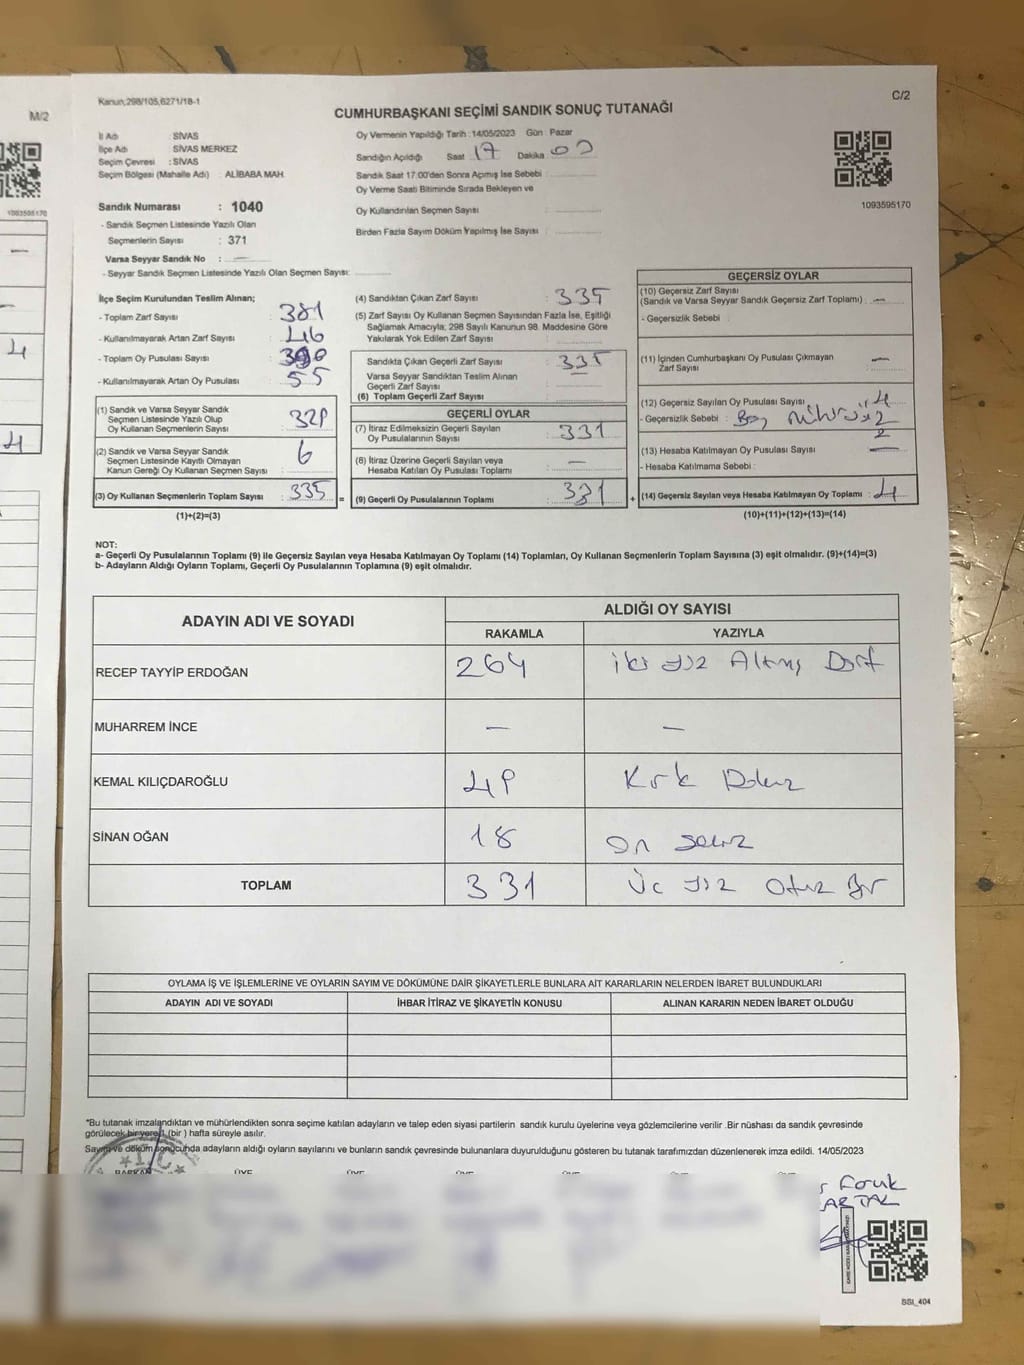 M/2
1093595170
4
4
Kanun,298/105,6271/18-1
C/2
CUMHURBAŞKANI SEÇİMİ SANDIK SONUÇ TUTANAĞI
İl Adı : SİVAS
İlçe Adı : SİVAS MERKEZ
Seçim Çevresi : SİVAS
Seçim Bölgesi (Mahalle Adı) : ALİBABA MAH.
Sandık Numarası : 1040
- Sandık Seçmen Listesinde Yazılı Olan
Seçmenlerin Sayısı : 371
Varsa Seyyar Sandık No : —
- Seyyar Sandık Seçmen Listesinde Yazılı Olan Seçmen Sayısı:
Oy Vermenin Yapıldığı Tarih :14/05/2023 Gün : Pazar
Sandığın Açıldığı Saat 17 Dakika 00
Sandık Saat 17:00'den Sonra Açımış İse Sebebi :
Oy Verme Saati Bitiminde Sırada Bekleyen ve
Oy Kullandırılan Seçmen Sayısı :
Birden Fazla Sayım Döküm Yapılmış İse Sayısı :
1093595170
İlçe Seçim Kurulundan Teslim Alınan;
- Toplam Zarf Sayısı : 381
- Kullanılmayarak Artan Zarf Sayısı : 46
- Toplam Oy Pusulası Sayısı : 390
- Kullanılmayarak Artan Oy Pusulası : 55
(1) Sandık ve Varsa Seyyar Sandık
Seçmen Listesinde Yazılı Olup
Oy Kullanan Seçmenlerin Sayısı : 329
(2) Sandık ve Varsa Seyyar Sandık
Seçmen Listesinde Kayıtlı Olmayan
Kanun Gereği Oy Kullanan Seçmen Sayısı : 6
(3) Oy Kullanan Seçmenlerin Toplam Sayısı : 335 =
(1)+(2)=(3)
(4) Sandıktan Çıkan Zarf Sayısı : 335
(5) Zarf Sayısı Oy Kullanan Seçmen Sayısından Fazla İse, Eşitliği
Sağlamak Amacıyla; 298 Sayılı Kanunun 98. Maddesine Göre
Yakılarak Yok Edilen Zarf Sayısı :
Sandıkta Çıkan Geçerli Zarf Sayısı : 335
Varsa Seyyar Sandıktan Teslim Alınan
Geçerli Zarf Sayısı :
(6) Toplam Geçerli Zarf Sayısı :
GEÇERLİ OYLAR
(7) İtiraz Edilmeksizin Geçerli Sayılan
Oy Pusulalarının Sayısı : 331
(8) İtiraz Üzerine Geçerli Sayılan veya
Hesaba Katılan Oy Pusulası Toplamı : —
(9) Geçerli Oy Pusulalarının Toplamı : 331 +
GEÇERSİZ OYLAR
(10) Geçersiz Zarf Sayısı
(Sandık ve Varsa Seyyar Sandık Geçersiz Zarf Toplamı) : —
- Geçersizlik Sebebi :
(11) İçinden Cumhurbaşkanı Oy Pusulası Çıkmayan
Zarf Sayısı : —
(12) Geçersiz Sayılan Oy Pusulası Sayısı : 4
- Geçersizlik Sebebi : Boş 2
2
(13) Hesaba Katılmayan Oy Pusulası Sayısı : —
- Hesaba Katılmama Sebebi :
(14) Geçersiz Sayılan veya Hesaba Katılmayan Oy Toplamı : 4
(10)+(11)+(12)+(13)=(14)
NOT:
a- Geçerli Oy Pusulalarının Toplamı (9) ile Geçersiz Sayılan veya Hesaba Katılmayan Oy Toplamı (14) Toplamları, Oy Kullanan Seçmenlerin Toplam Sayısına (3) eşit olmalıdır. (9)+(14)=(3)
b- Adayların Aldığı Oyların Toplamı, Geçerli Oy Pusulalarının Toplamına (9) eşit olmalıdır.
ADAYIN ADI VE SOYADI
ALDIĞI OY SAYISI
RAKAMLA YAZIYLA
RECEP TAYYİP ERDOĞAN 264 iki yüz Altmış Dört
MUHARREM İNCE — —
KEMAL KILIÇDAROĞLU 49 Kırk Dokuz
SİNAN OĞAN 18 On Sekiz
TOPLAM 331 Üç yüz Otuz Bir
OYLAMA İŞ VE İŞLEMLERİNE VE OYLARIN SAYIM VE DÖKÜMÜNE DAİR ŞİKAYETLERLE BUNLARA AİT KARARLARIN NELERDEN İBARET BULUNDUKLARI
ADAYIN ADI VE SOYADI İHBAR İTİRAZ VE ŞİKAYETİN KONUSU ALINAN KARARIN NEDEN İBARET OLDUĞU
*Bu tutanak imzalandıktan ve mühürlendikten sonra seçime katılan adayların ve talep eden siyasi partilerin sandık kurulu üyelerine veya gözlemcilerine verilir .Bir nüshası da sandık çevresinde
görülecek bir yere 1 (bir ) hafta süreyle asılır.
Sayım ve döküm sonucunda adayların aldığı oyların sayılarını ve bunların sandık çevresinde bulunanlara duyurulduğunu gösteren bu tutanak tarafımızdan düzenlenerek imza edildi. 14/05/2023
T.C.
BAŞKAN ÜYE ÜYE
Faruk
KARTAL
SSI_404